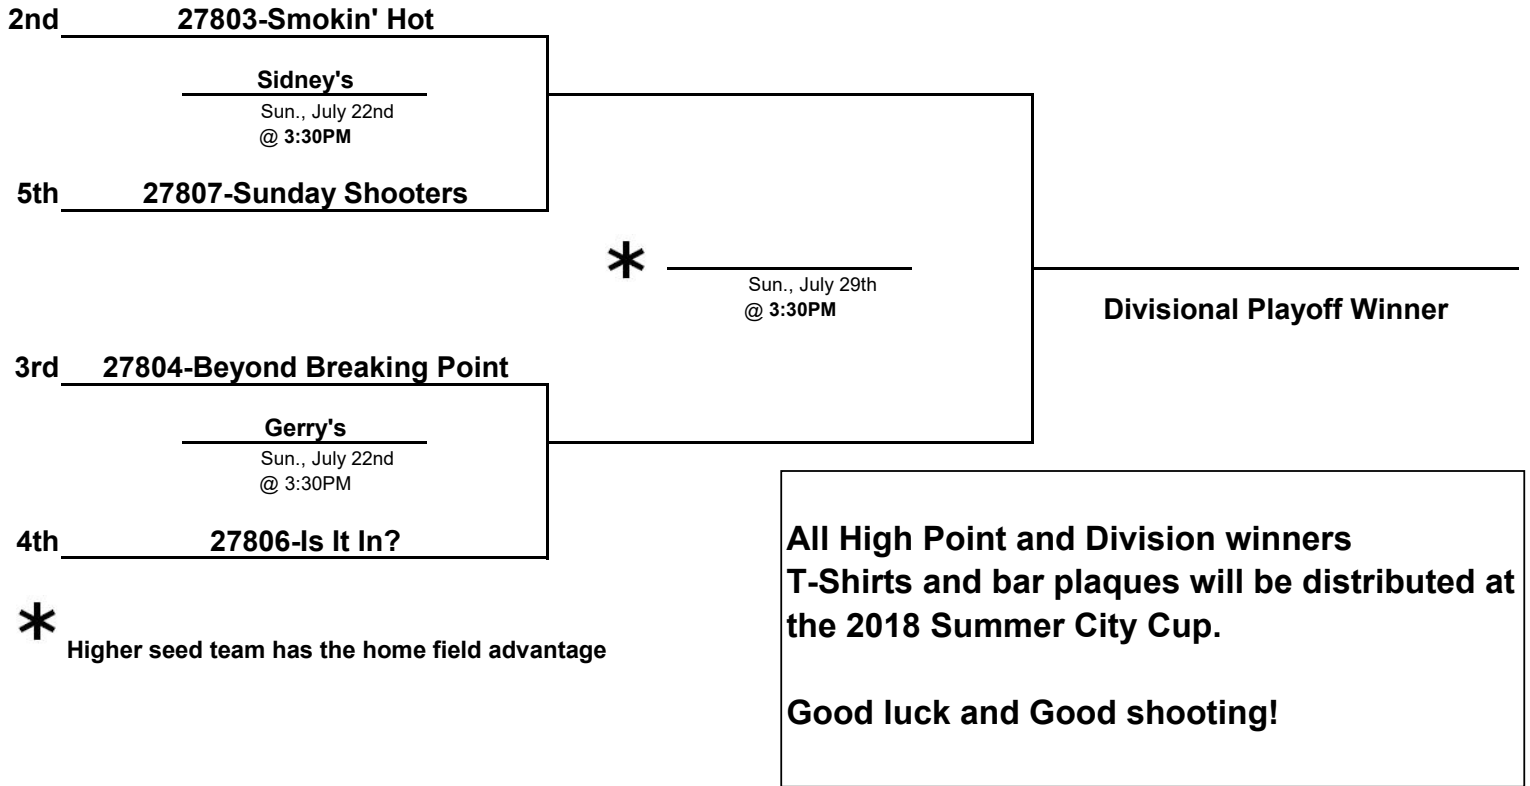 2nd 27803-Smokin' Hot
Sidney's
Sun., July 22nd
@ 3:30PM
5th 27807-Sunday Shooters
*
Sun., July 29th
@ 3:30PM
Divisional Playoff Winner
3rd 27804-Beyond Breaking Point
Gerry's
Sun., July 22nd
@ 3:30PM
4th 27806-Is It In?
* Higher seed team has the home field advantage
All High Point and Division winners
T-Shirts and bar plaques will be distributed at
the 2018 Summer City Cup.
Good luck and Good shooting!